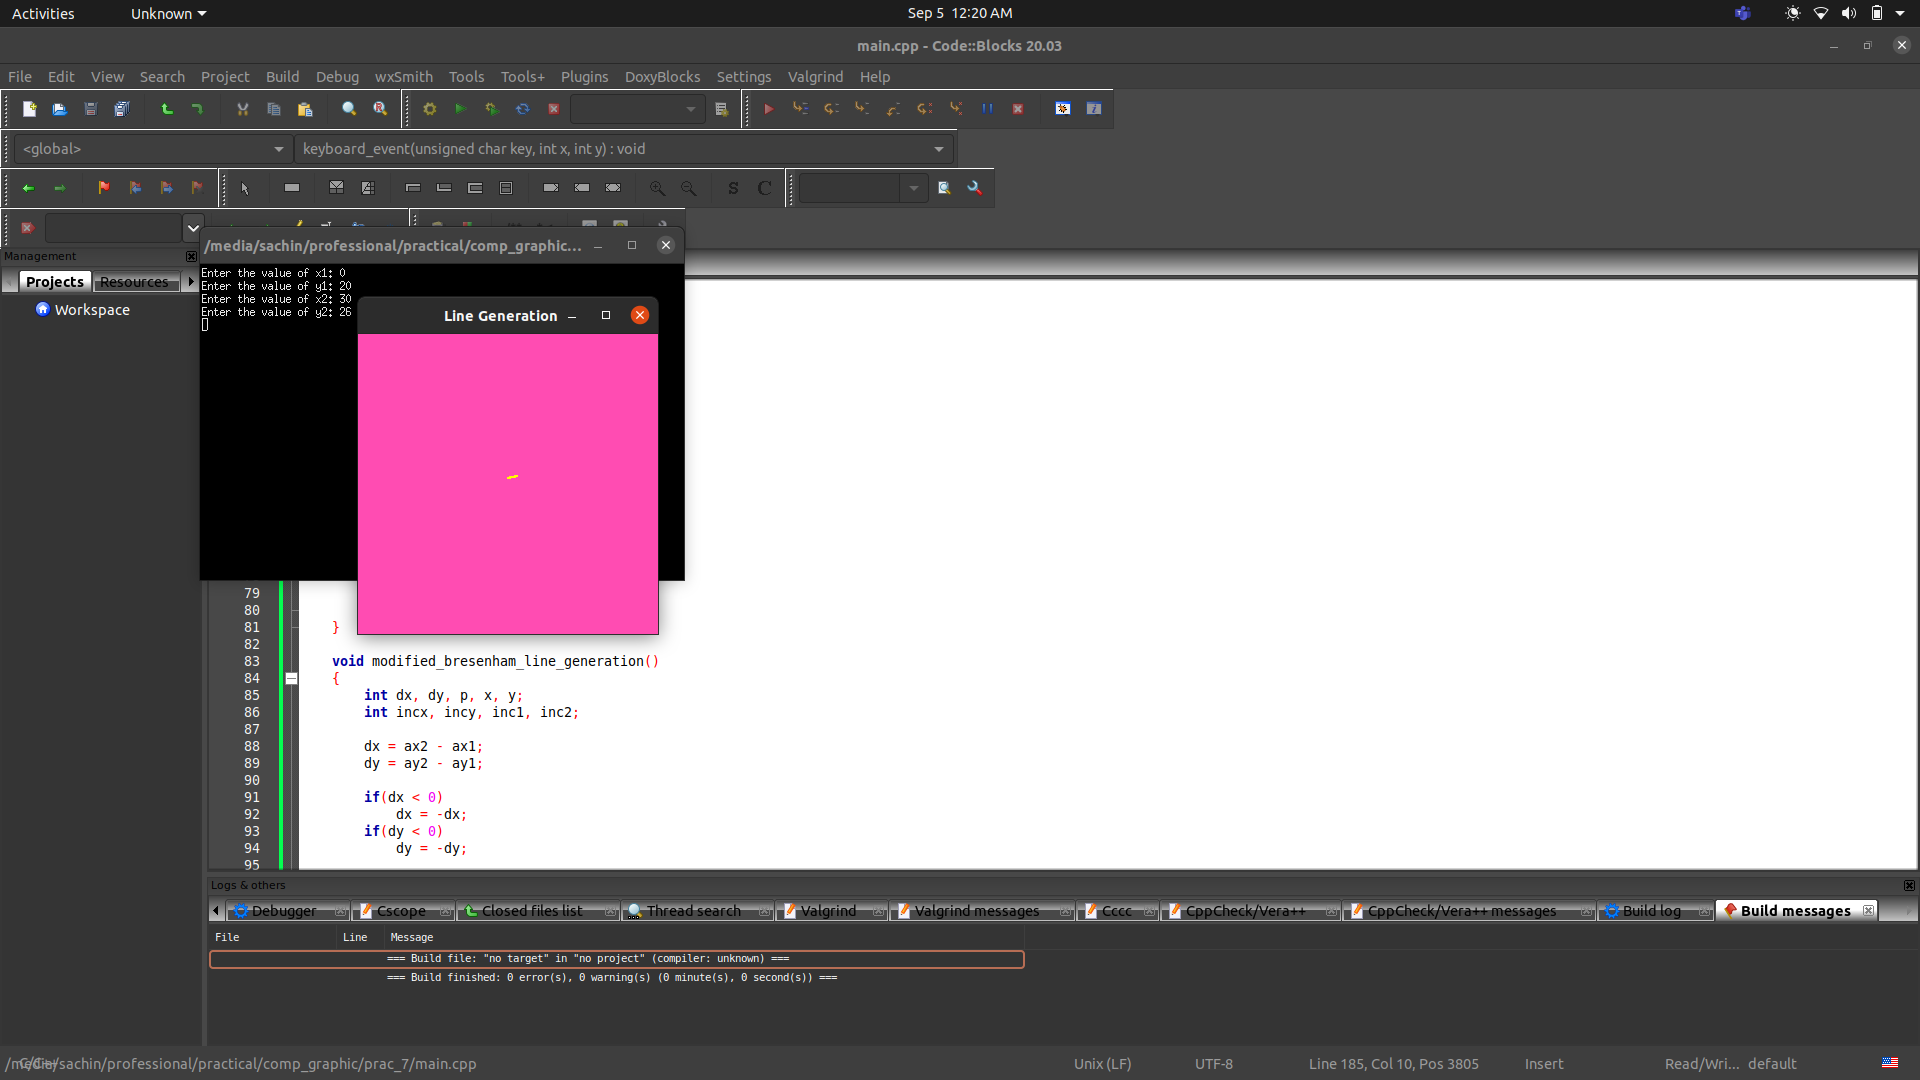 Activities Unknown Sep 5 12:20 AM
main.cpp - Code::Blocks 20.03
File Edit View Search Project Build Debug wxSmith Tools Tools+ Plugins DoxyBlocks Settings Valgrind Help
<global> keyboard_event(unsigned char key, int x, int y) : void
S C
/media/sachin/professional/practical/comp_graphic...
Management
Projects Resources
Workspace
Enter the value of x1: 0
Enter the value of y1: 20
Enter the value of x2: 30
Enter the value of y2: 26
Line Generation
79
80
81 }
82
83 void modified_bresenham_line_generation()
84 {
85 int dx, dy, p, x, y;
86 int incx, incy, inc1, inc2;
87
88 dx = ax2 - ax1;
89 dy = ay2 - ay1;
90
91 if(dx < 0)
92 dx = -dx;
93 if(dy < 0)
94 dy = -dy;
95
Logs & others
Debugger Cscope Closed files list Thread search Valgrind Valgrind messages Cccc CppCheck/Vera++ CppCheck/Vera++ messages Build log Build messages
File Line Message
=== Build file: "no target" in "no project" (compiler: unknown) ===
=== Build finished: 0 error(s), 0 warning(s) (0 minute(s), 0 second(s)) ===
/media/sachin/professional/practical/comp_graphic/prac_7/main.cpp Unix (LF) UTF-8 Line 185, Col 10, Pos 3805 Insert Read/Wri... default